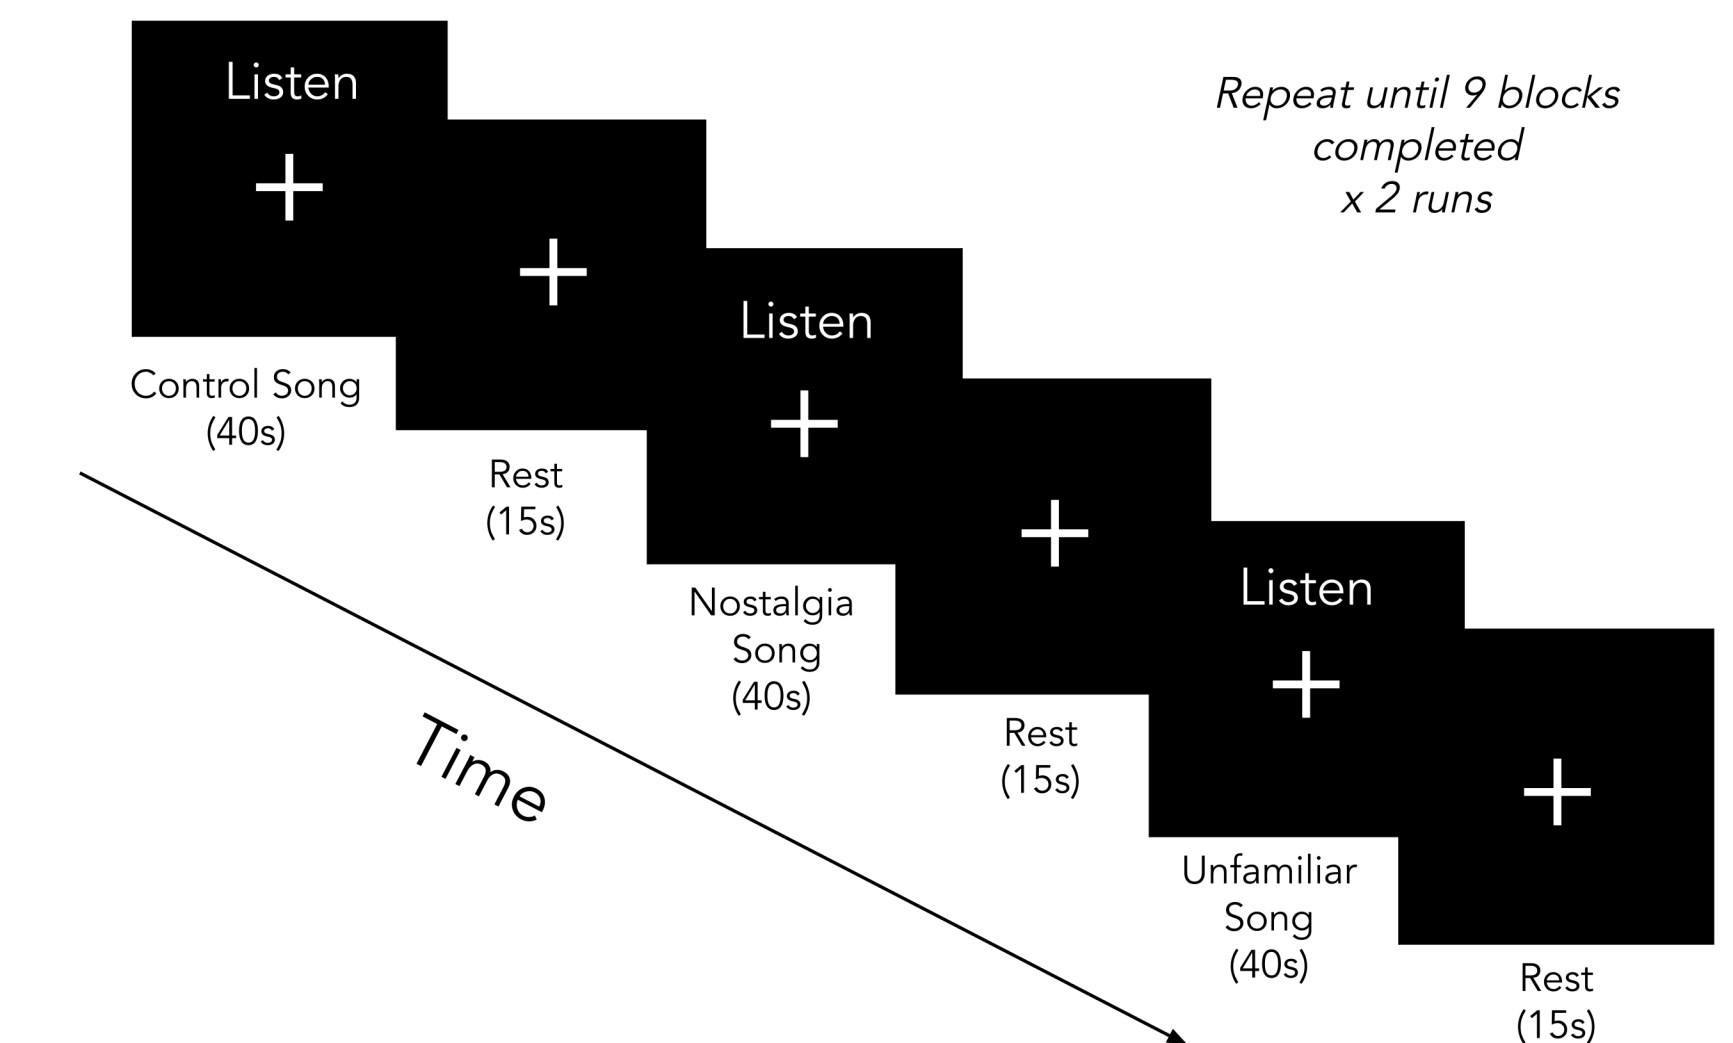 Listen
Repeat until 9 blocks
completed
x 2 runs
Control Song
(40s)
Rest
(15s)
Listen
Nostalgia
Song
(40s)
Rest
(15s)
Listen
Unfamiliar
Song
(40s)
Rest
(15s)
Time